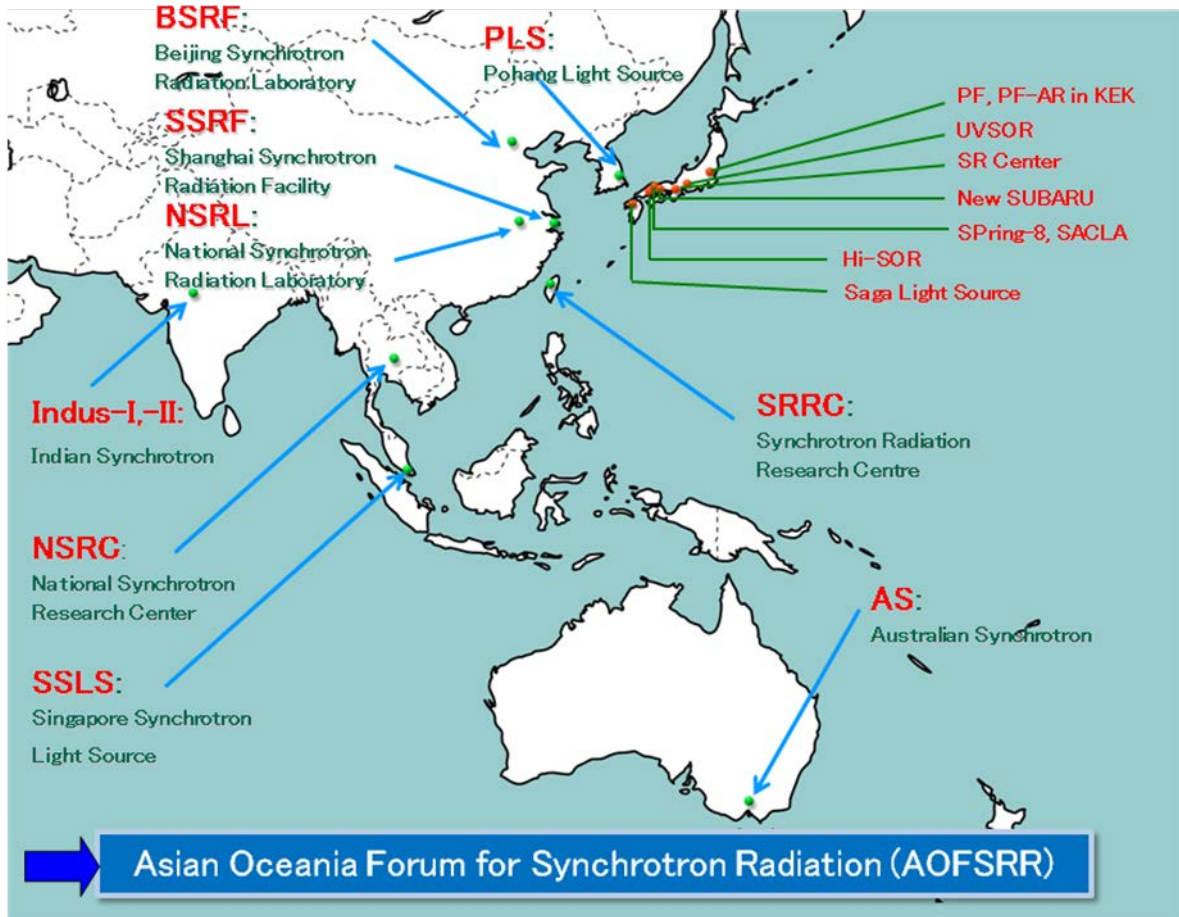 BSRF:
Beijing Synchrotron
Radiation Laboratory
PLS:
Pohang Light Source
SSRF:
Shanghai Synchrotron
Radiation Facility
NSRL:
National Synchrotron
Radiation Laboratory
PF, PF-AR in KEK
UVSOR
SR Center
New SUBARU
SPring-8, SACLA
Hi-SOR
Saga Light Source
Indus-I,-II:
Indian Synchrotron
SRRC:
Synchrotron Radiation
Research Centre
NSRC:
National Synchrotron
Research Center
AS:
Australian Synchrotron
SSLS:
Singapore Synchrotron
Light Source
Asian Oceania Forum for Synchrotron Radiation (AOFSRR)